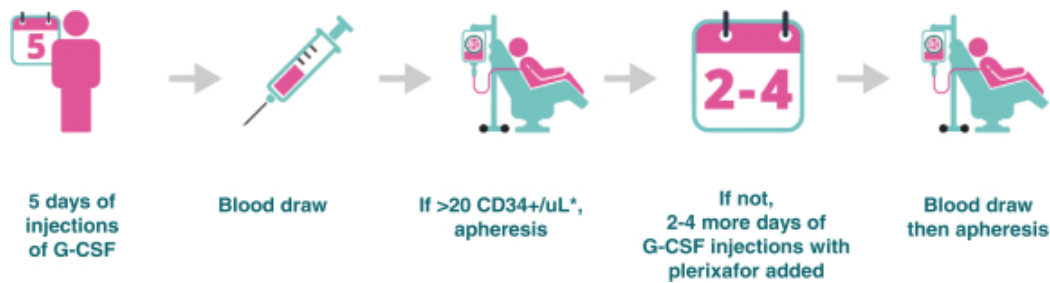 5
2-4
5 days of
injections
of G-CSF
Blood draw
If >20 CD34+/uL*,
apheresis
If not,
2-4 more days of
G-CSF injections with
plerixafor added
Blood draw
then apheresis